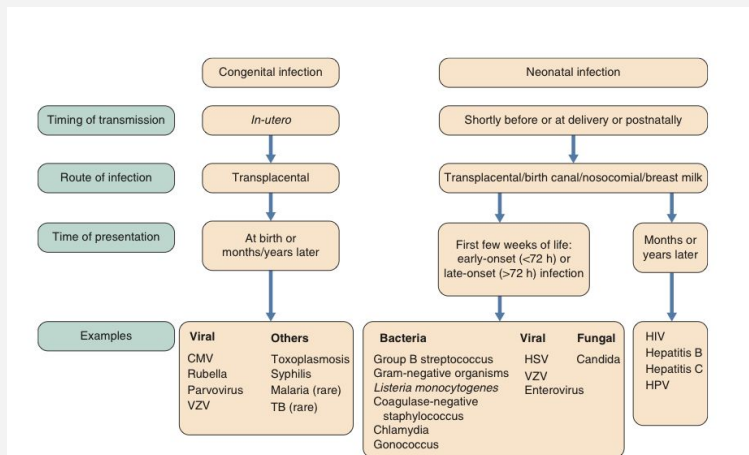 Congenital infection
Neonatal infection
Timing of transmission
In-utero
Shortly before or at delivery or postnatally
Route of infection
Transplacental
Transplacental/birth canal/nosocomial/breast milk
Time of presentation
At birth or
months/years later
First few weeks of life:
early-onset (<72 h) or
late-onset (>72 h) infection
Months or
years later
Examples
Viral
CMV
Rubella
Parvovirus
VZV
Others
Toxoplasmosis
Syphilis
Malaria (rare)
TB (rare)
Bacteria
Group B streptococcus
Gram-negative organisms
Listeria monocytogenes
Coagulase-negative
staphylococcus
Chlamydia
Gonococcus
Viral
HSV
VZV
Enterovirus
Fungal
Candida
HIV
Hepatitis B
Hepatitis C
HPV